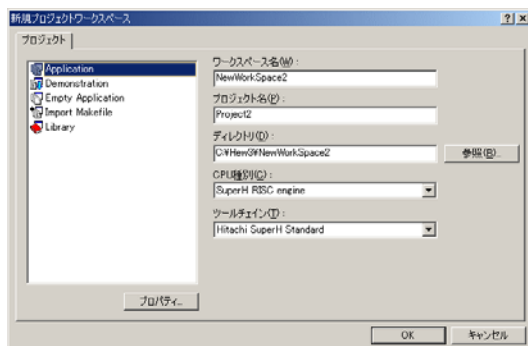 新規プロジェクトワークスペース
プロジェクト
Application
Demonstration
Empty Application
Import Makefile
Library
プロパティ...
ワークスペース名(W):
NewWorkSpace2
プロジェクト名(P):
Project2
ディレクトリ(D):
C:¥Hew3¥NewWorkSpace2
参照(B)...
CPU種別(C):
SuperH RISC engine
ツールチェイン(T):
Hitachi SuperH Standard
OK
キャンセル